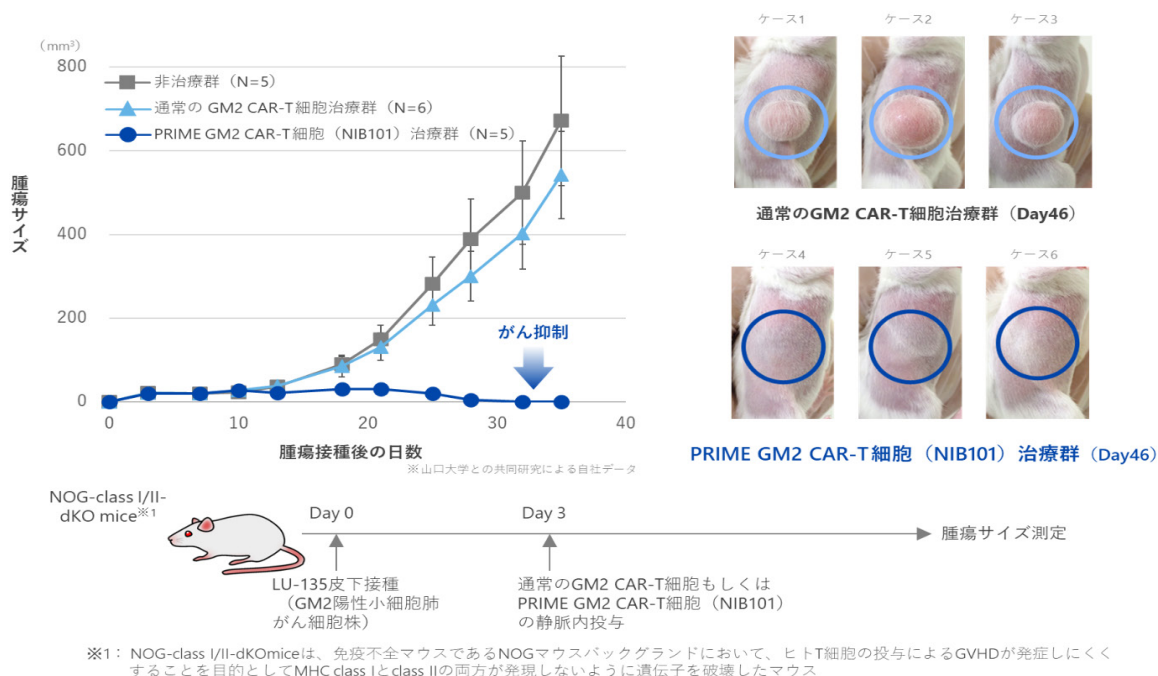 （mm³）
800
600
400
200
0
0
10
20
30
40
腫瘍サイズ
非治療群（N=5）
通常の GM2 CAR-T細胞治療群（N=6）
PRIME GM2 CAR-T細胞（NIB101）治療群（N=5）
がん抑制
腫瘍接種後の日数
※山口大学との共同研究による自社データ
ケース1
ケース2
ケース3
通常のGM2 CAR-T細胞治療群（Day46）
ケース4
ケース5
ケース6
PRIME GM2 CAR-T細胞（NIB101）治療群（Day46）
NOG-class I/II-
dKO mice※1
Day 0
Day 3
腫瘍サイズ測定
LU-135皮下接種
（GM2陽性小細胞肺
がん細胞株）
通常のGM2 CAR-T細胞もしくは
PRIME GM2 CAR-T細胞（NIB101）
の静脈内投与
※1： NOG-class I/II-dKOmiceは、免疫不全マウスであるNOGマウスバックグランドにおいて、ヒトT細胞の投与によるGVHDが発症しにくく
することを目的としてMHC class Iとclass IIの両方が発現しないように遺伝子を破壊したマウス